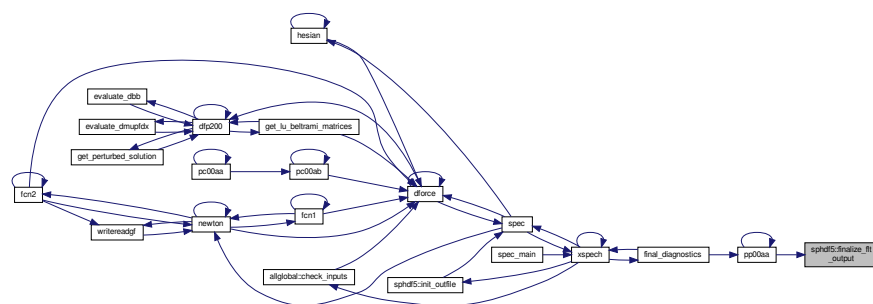 hesian
evaluate_dbb
evaluate_dmupfdx
dfp200
get_lu_beltrami_matrices
get_perturbed_solution
pc00aa
pc00ab
fcn2
dforce
fcn1
newton
writereadgf
spec
sphdf5::finalize_flt
_output
spec_main
xspech
final_diagnostics
pp00aa
allglobal::check_inputs
sphdf5::init_outfile